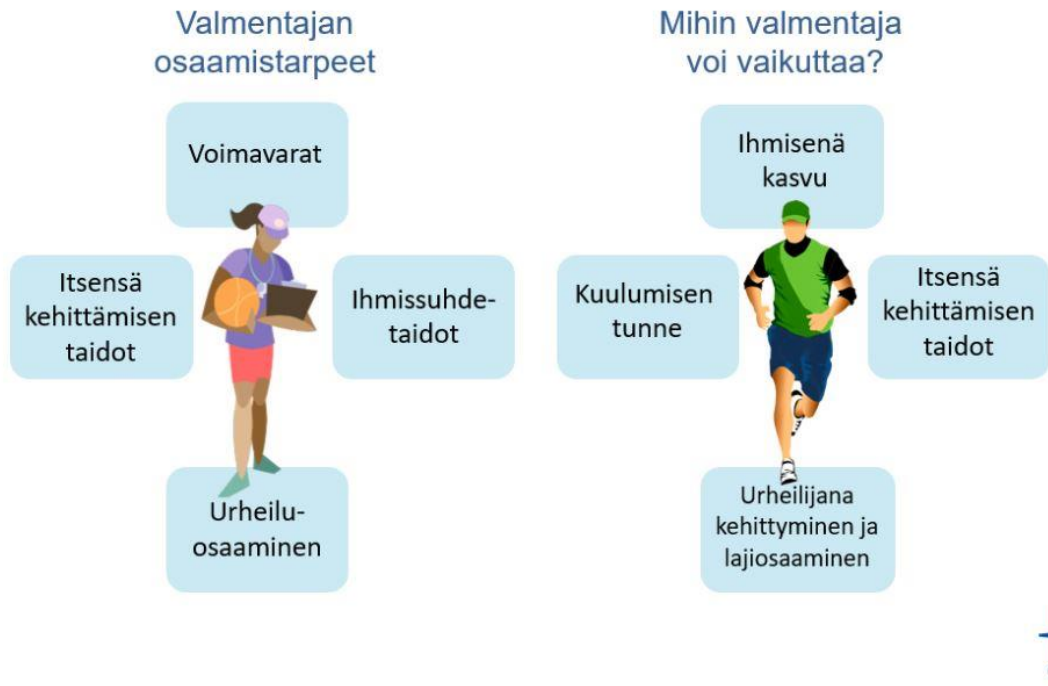 Valmentajan
osaamistarpeet
Voimavarat
Itsensä
kehittämisen
taidot
Ihmissuhde-
taidot
Urheilu-
osaaminen
Mihin valmentaja
voi vaikuttaa?
Ihmisenä
kasvu
Kuulumisen
tunne
Itsensä
kehittämisen
taidot
Urheilijana
kehittyminen ja
lajiosaaminen